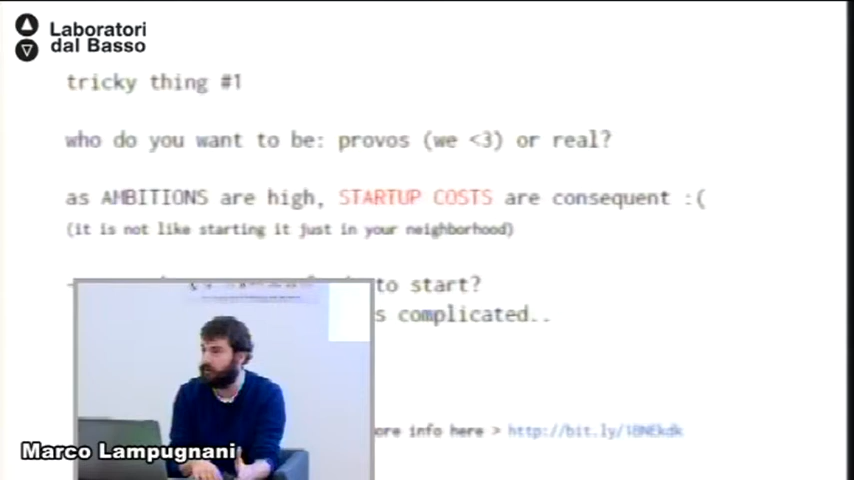 Laboratori
dal Basso
tricky thing #1
who do you want to be: provos (we <3) or real?
as AMBITIONS are high, STARTUP COSTS are consequent :(
(it is not like starting it just in your neighborhood)
to start?
s complicated..
ore info here > http://bit.ly/18NEkdk
Marco Lampugnani